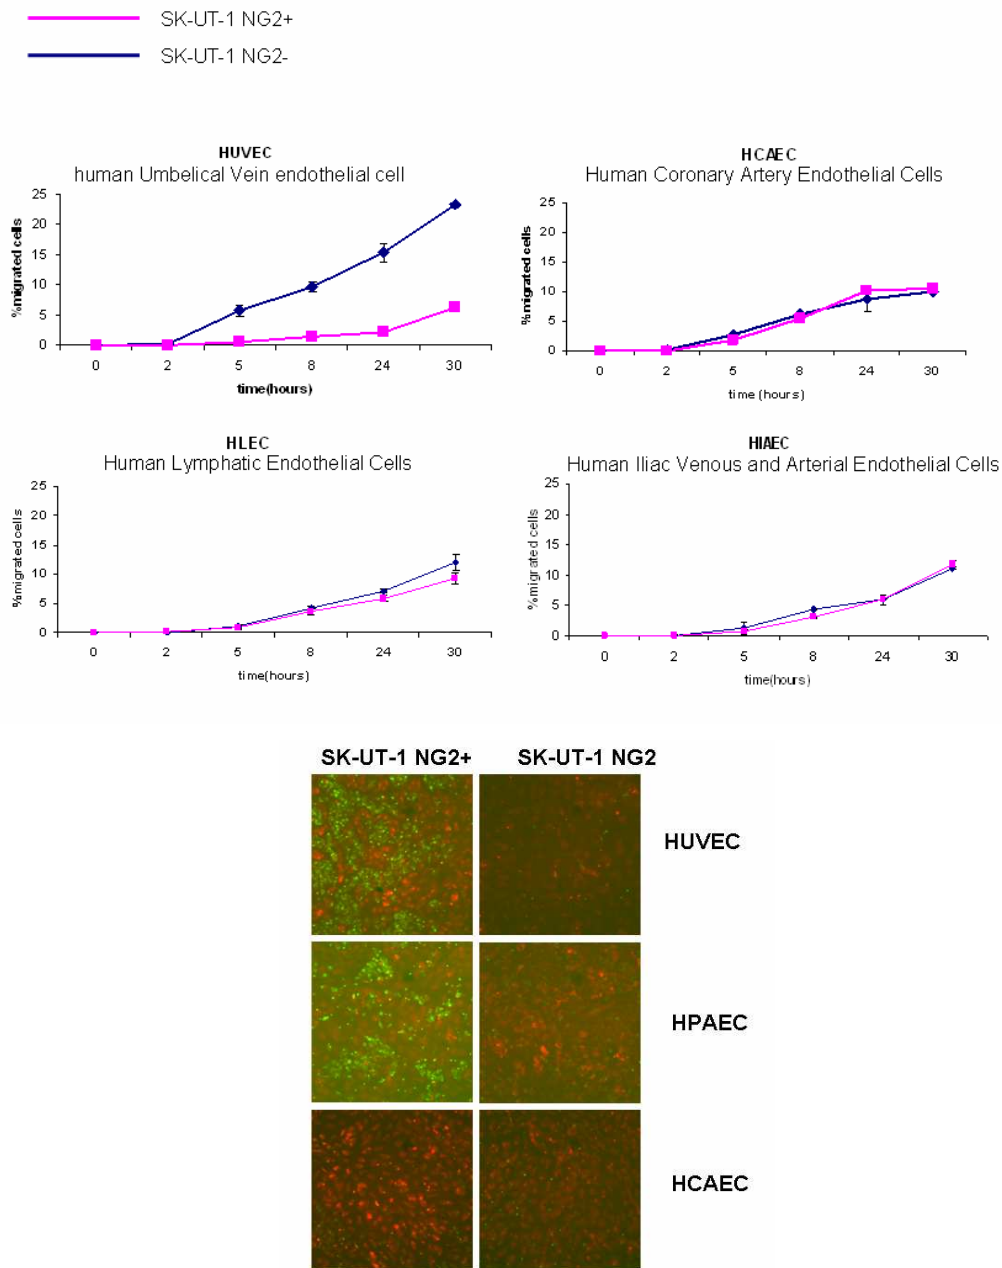 SK-UT-1 NG2+
SK-UT-1 NG2-
HUVEC
human Umbelical Vein endothelial cell
%migrated cells
25
20
15
10
5
0
0 2 5 8 24 30
time(hours)
HCAEC
Human Coronary Artery Endothelial Cells
%migrated cells
25
20
15
10
5
0
0 2 5 8 24 30
time (hours)
HLEC
Human Lymphatic Endothelial Cells
%migrated cells
25
20
15
10
5
0
0 2 5 8 24 30
time(hours)
HIAEC
Human Iliac Venous and Arterial Endothelial Cells
%migrated cells
25
20
15
10
5
0
0 2 5 8 24 30
time(hours)
SK-UT-1 NG2+ SK-UT-1 NG2
HUVEC
HPAEC
HCAEC